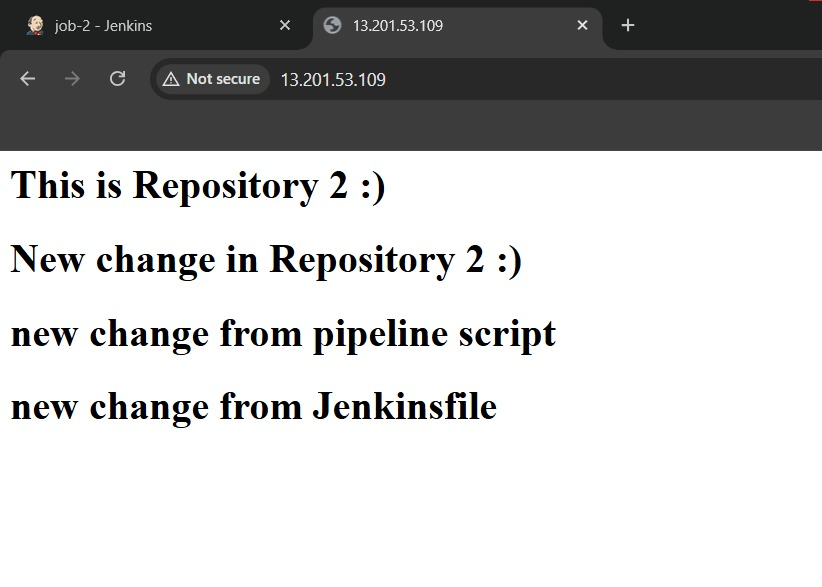 job-2 - Jenkins
13.201.53.109
Not secure
13.201.53.109
This is Repository 2 :)
New change in Repository 2 :)
new change from pipeline script
new change from Jenkinsfile